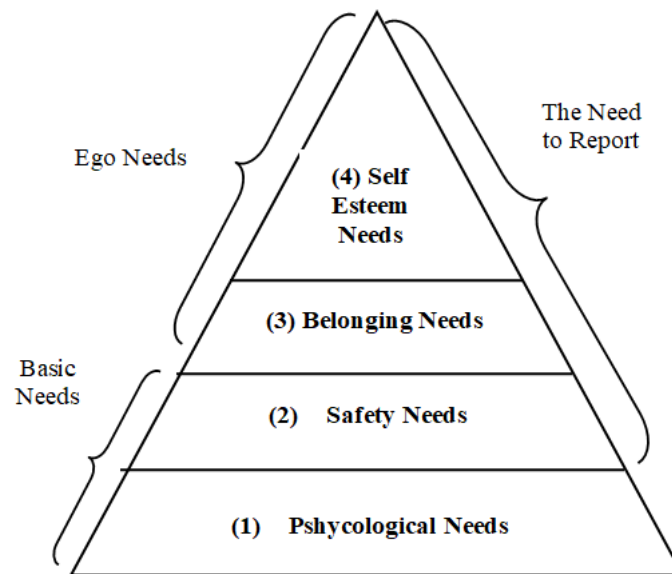 The Need
to Report
Ego Needs
(4) Self
Esteem
Needs
(3) Belonging Needs
Basic
Needs
(2) Safety Needs
(1) Pshycological Needs